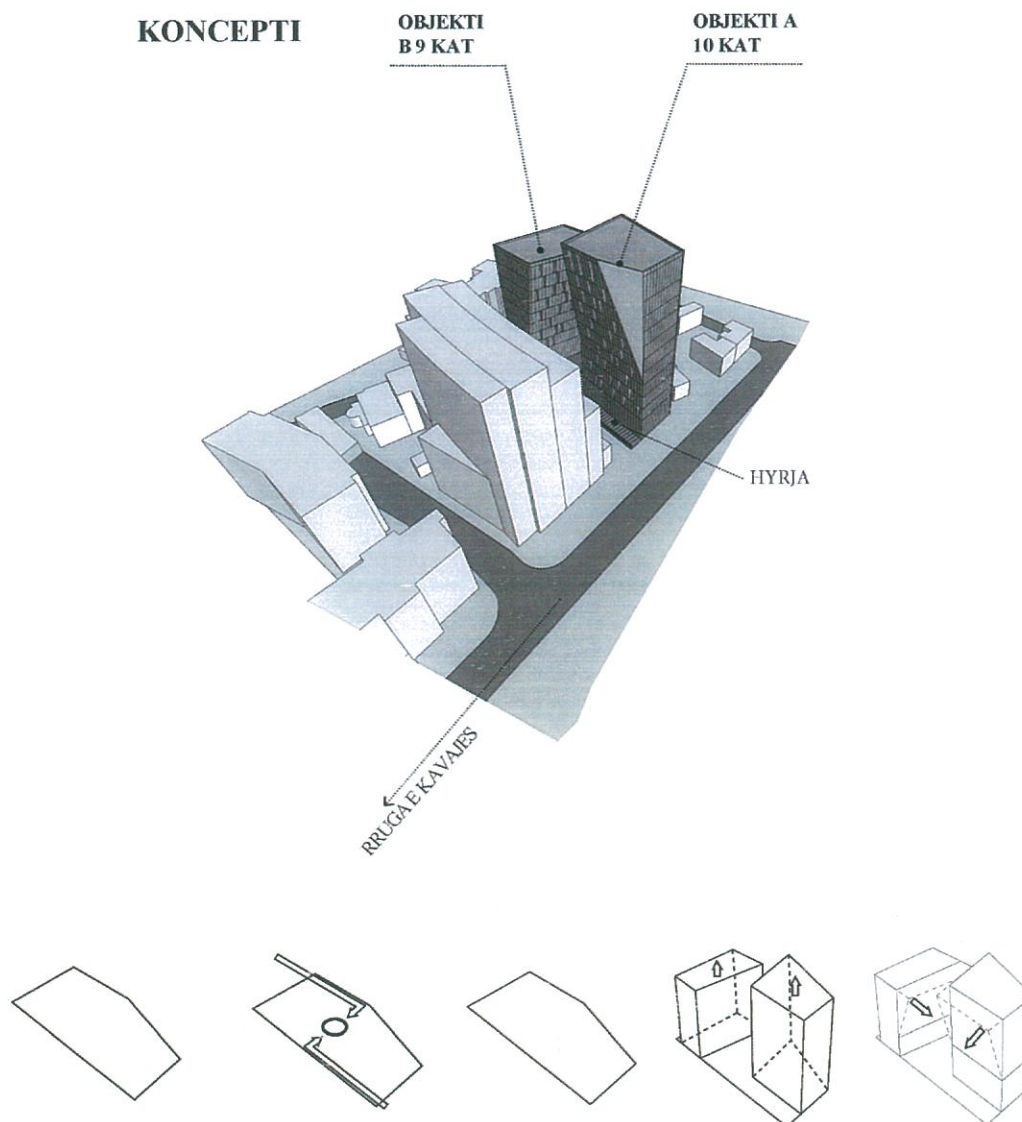 KONCEPTI
OBJEKTI
B 9 KAT
OBJEKTI A
10 KAT
HYRJA
RRUGA E KAVAJES